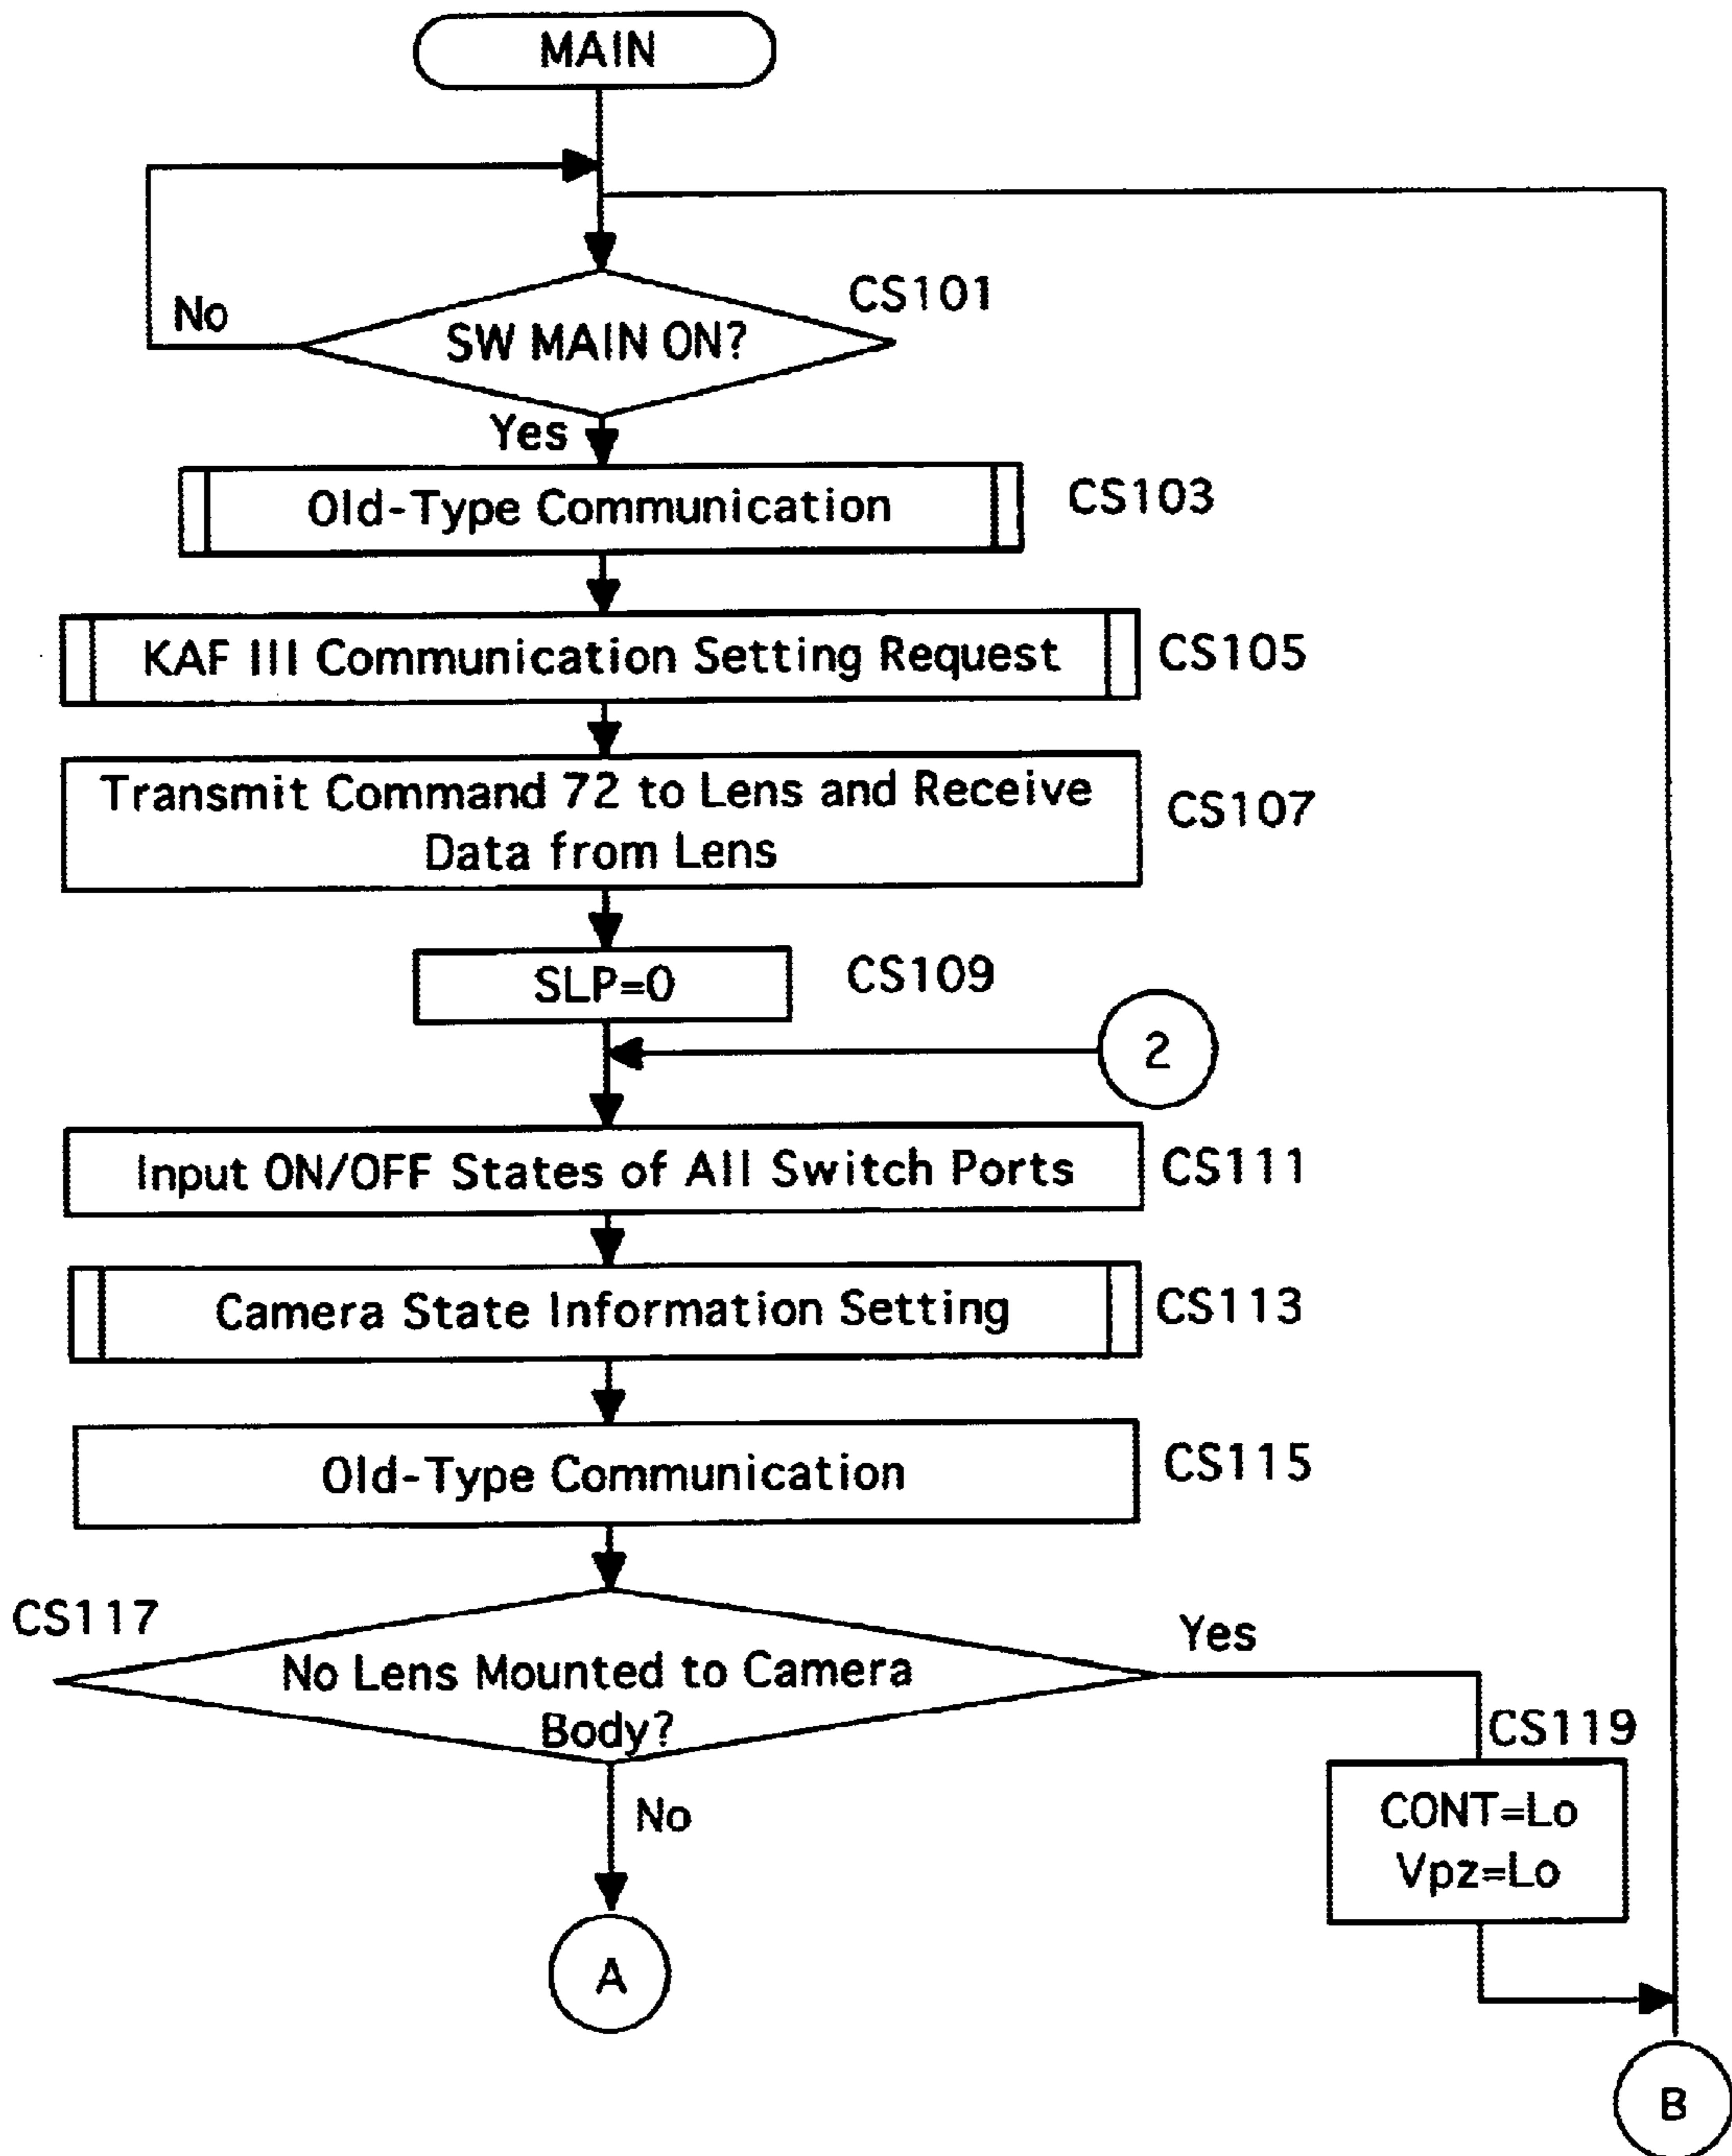 MAIN
CS101
No
SW MAIN ON?
Yes
Old-Type Communication
CS103
KAF III Communication Setting Request
CS105
Transmit Command 72 to Lens and Receive
Data from Lens
CS107
SLP=0
CS109
2
Input ON/OFF States of All Switch Ports
CS111
Camera State Information Setting
CS113
Old-Type Communication
CS115
CS117
No Lens Mounted to Camera
Body?
Yes
No
CS119
CONT=Lo
Vpz=Lo
A
B